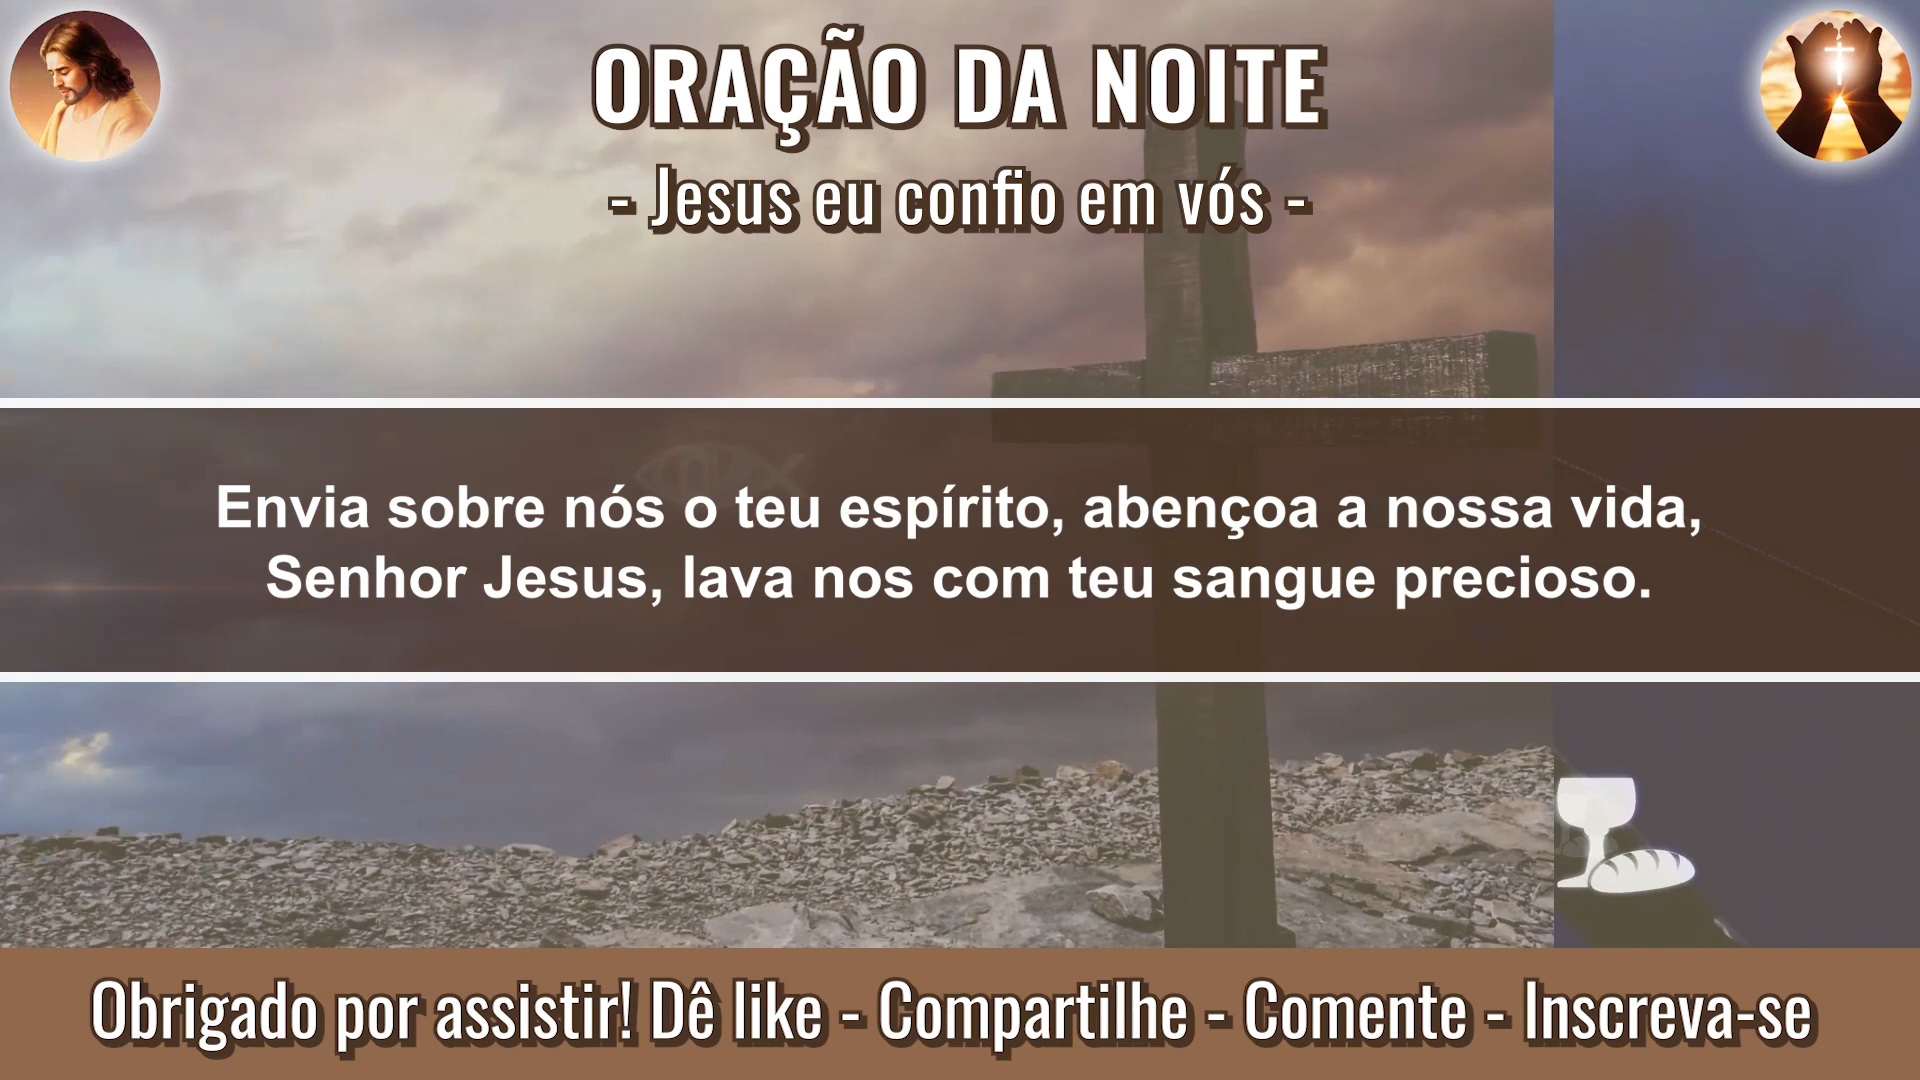 ORAÇÃO DA NOITE
- Jesus eu confio em vós -
Envia sobre nós o teu espírito, abençoa a nossa vida,
Senhor Jesus, lava nos com teu sangue precioso.
Obrigado por assistir! Dê like - Compartilhe - Comente - Inscreva-se